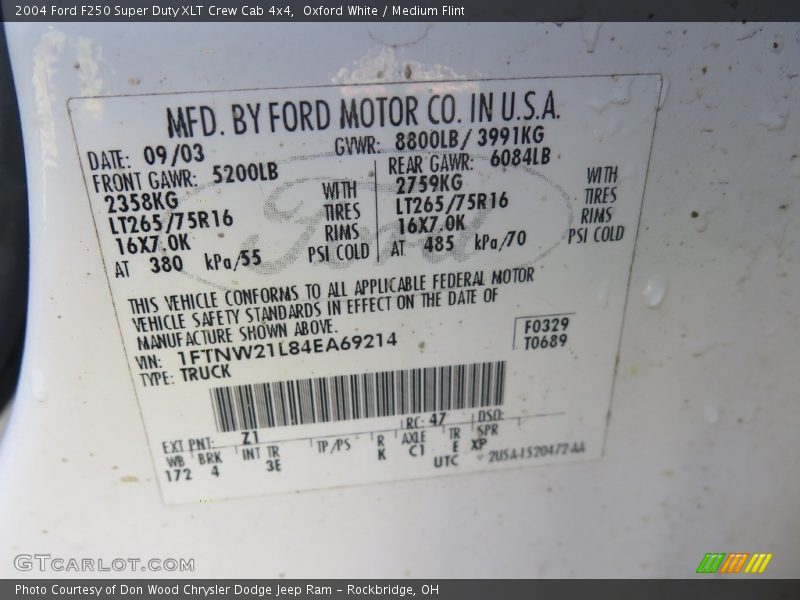 2004 Ford F250 Super Duty XLT Crew Cab 4x4,  Oxford White / Medium Flint
MFD. BY FORD MOTOR CO. IN U.S.A.
DATE: 09/03
GVWR: 8800LB/ 3991KG
FRONT GAWR: 5200LB
REAR GAWR: 6084LB
2358KG
WITH
2759KG
WITH
LT265/75R16
TIRES
LT265/75R16
TIRES
16X7.0K
RIMS
16X7.0K
RIMS
AT 380 kPa/55
PSI COLD
AT 485 kPa/70
PSI COLD
Ford
THIS VEHICLE CONFORMS TO ALL APPLICABLE FEDERAL MOTOR
VEHICLE SAFETY STANDARDS IN EFFECT ON THE DATE OF
MANUFACTURE SHOWN ABOVE.
F0329
VIN: 1FTNW21L84EA69214
T0689
TYPE: TRUCK
EXT PNT: Z1
RC: 47
DSO:
WB
BRK
INT TR
TP/PS
R
AXLE
TR
SPR
172
4
3E
K
C1
E
XP
UTC
2U5A-1520472-AA
GTCARLOT.COM
Photo Courtesy of Don Wood Chrysler Dodge Jeep Ram – Rockbridge, OH